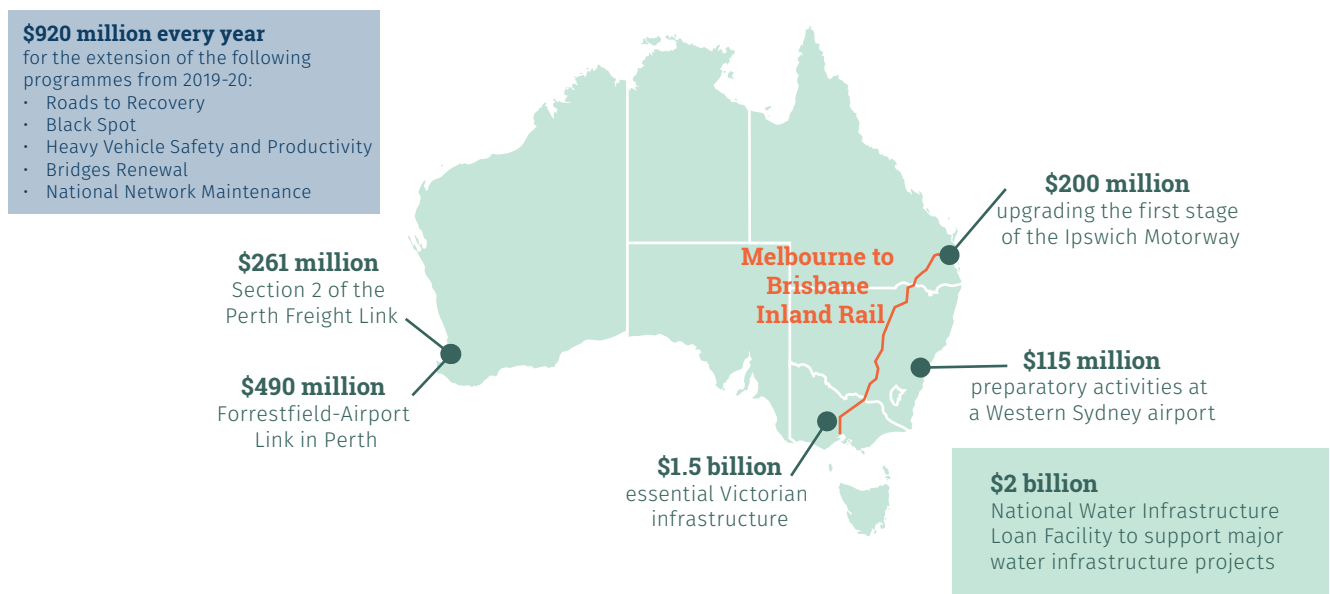 $920 million every year
for the extension of the following
programmes from 2019-20:
• Roads to Recovery
• Black Spot
• Heavy Vehicle Safety and Productivity
• Bridges Renewal
• National Network Maintenance
$200 million
upgrading the first stage
of the Ipswich Motorway
$261 million
Section 2 of the
Perth Freight Link
Melbourne to
Brisbane
Inland Rail
$490 million
Forrestfield-Airport
Link in Perth
$115 million
preparatory activities at
a Western Sydney airport
$1.5 billion
essential Victorian
infrastructure
$2 billion
National Water Infrastructure
Loan Facility to support major
water infrastructure projects